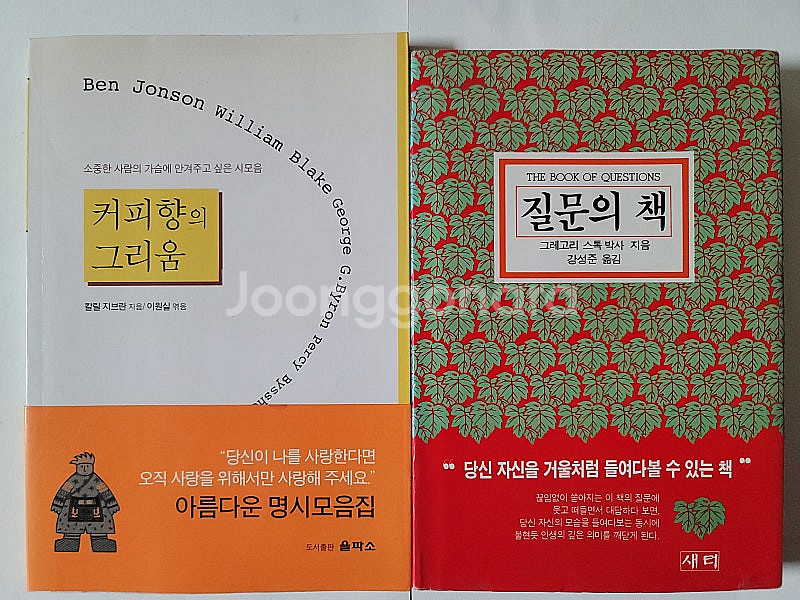 Ben Jonson William Blake George G. Byron Percy Byssh
소중한 사람의 가슴에 안겨주고 싶은 시모음
커피향의
그리움
칼릴 지브란 지음/이원실 엮음
"당신이 나를 사랑한다면
오직 사랑을 위해서만 사랑해 주세요."
아름다운 명시모음집
도서출판 율파소
THE BOOK OF QUESTIONS
질문의 책
그레고리 스톡 박사 지음
강성준 옮김
" 당신 자신을 거울처럼 들여다볼 수 있는 책 "
끊임없이 쏟아지는 이 책의 질문에
웃고 떠들면서 대답하다 보면,
당신 자신의 모습을 들여다보는 동시에
불현듯 인생의 깊은 의미를 깨닫게 된다.
새터
Joonggonara